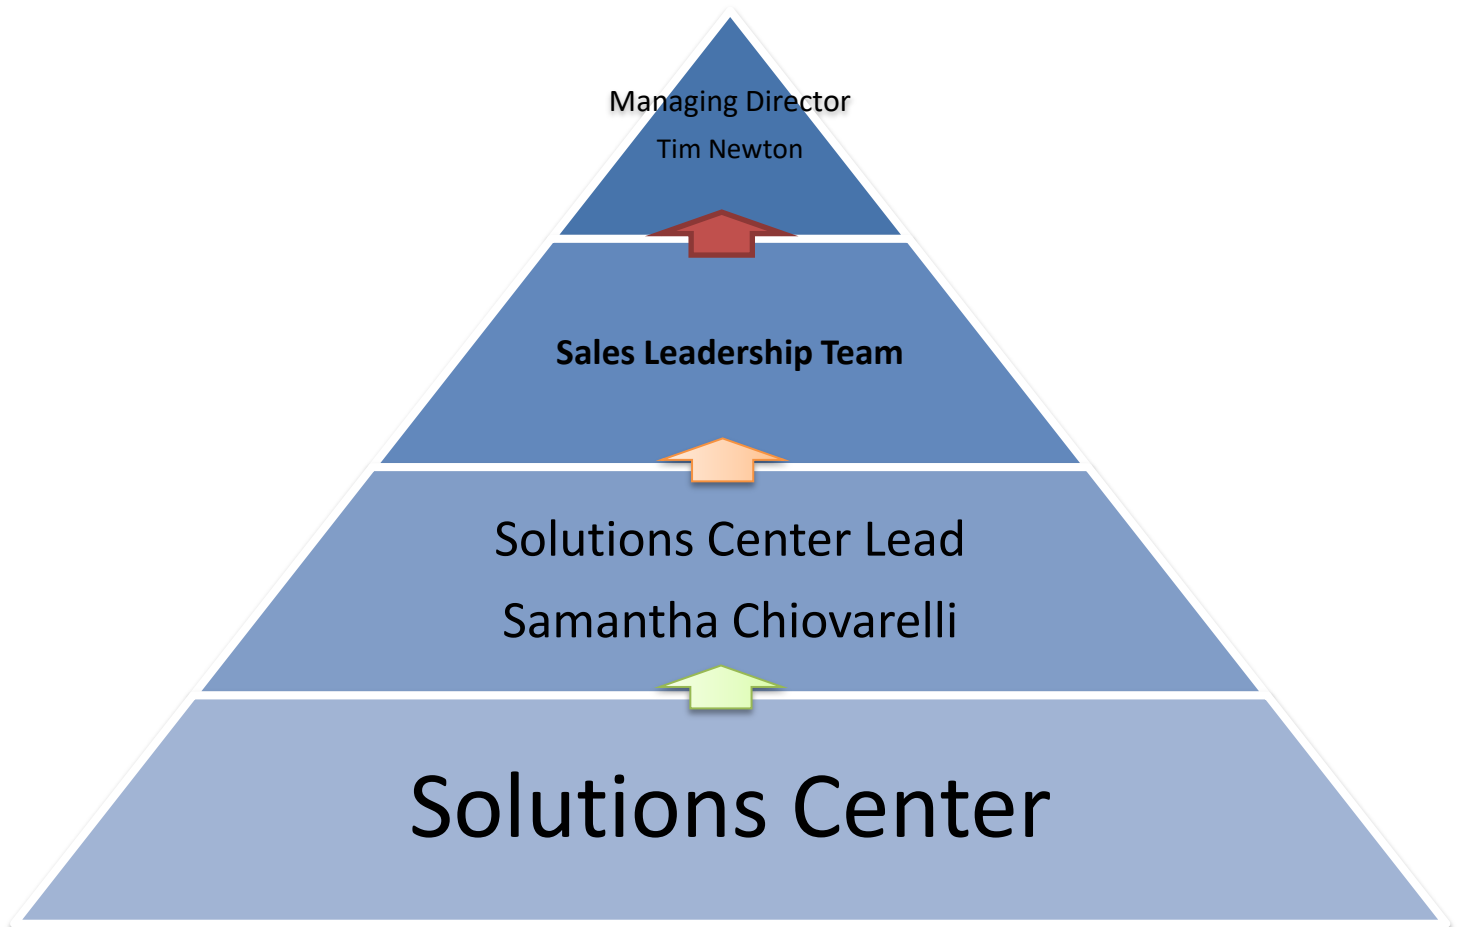 Managing Director
Tim Newton
Sales Leadership Team
Solutions Center Lead
Samantha Chiovarelli
Solutions Center